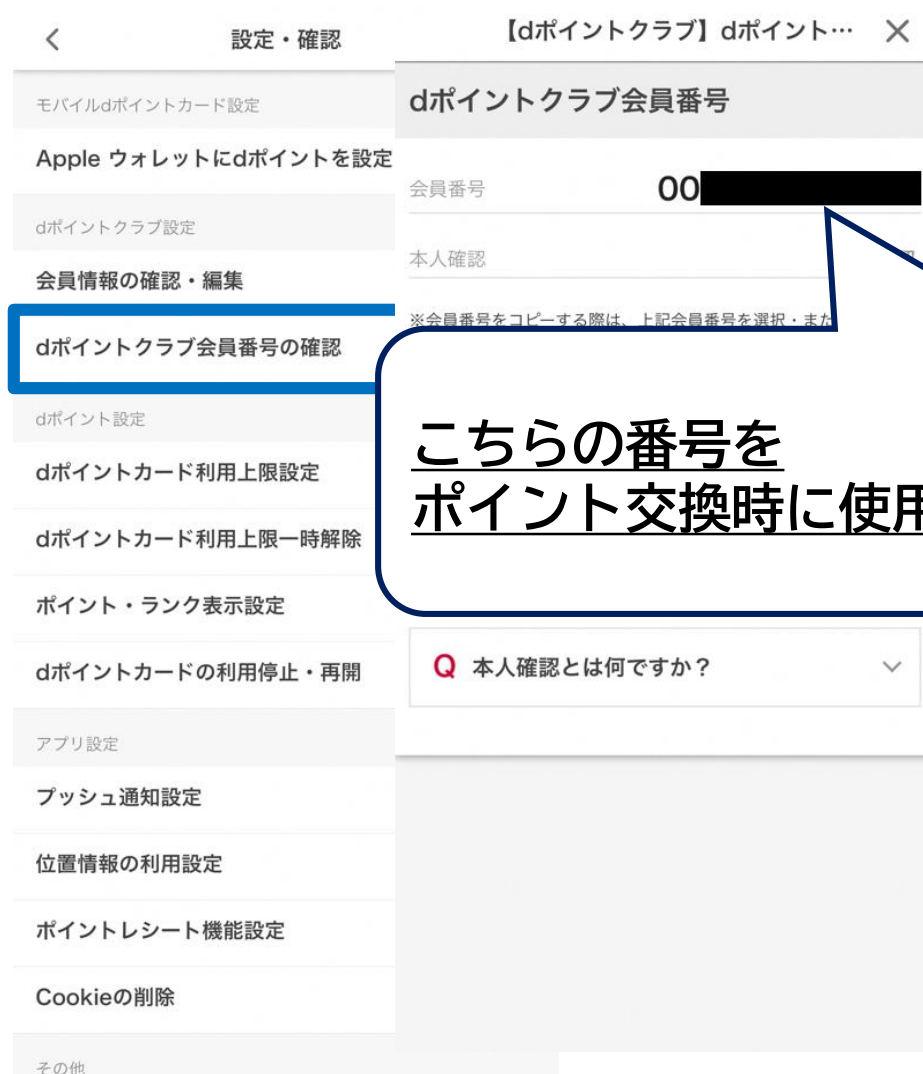 設定・確認
モバイルdポイントカード設定
Apple ウォレットにdポイントを設定
dポイントクラブ設定
会員情報の確認・編集
dポイントクラブ会員番号の確認
dポイント設定
dポイントカード利用上限設定
dポイントカード利用上限一時解除
ポイント・ランク表示設定
dポイントカードの利用停止・再開
アプリ設定
プッシュ通知設定
位置情報の利用設定
ポイントレシート機能設定
Cookieの削除
その他
【dポイントクラブ】dポイント…
dポイントクラブ会員番号
会員番号 00
本人確認
※会員番号をコピーする際は、上記会員番号を選択・また
こちらの番号を
ポイント交換時に使用
Q 本人確認とは何ですか？